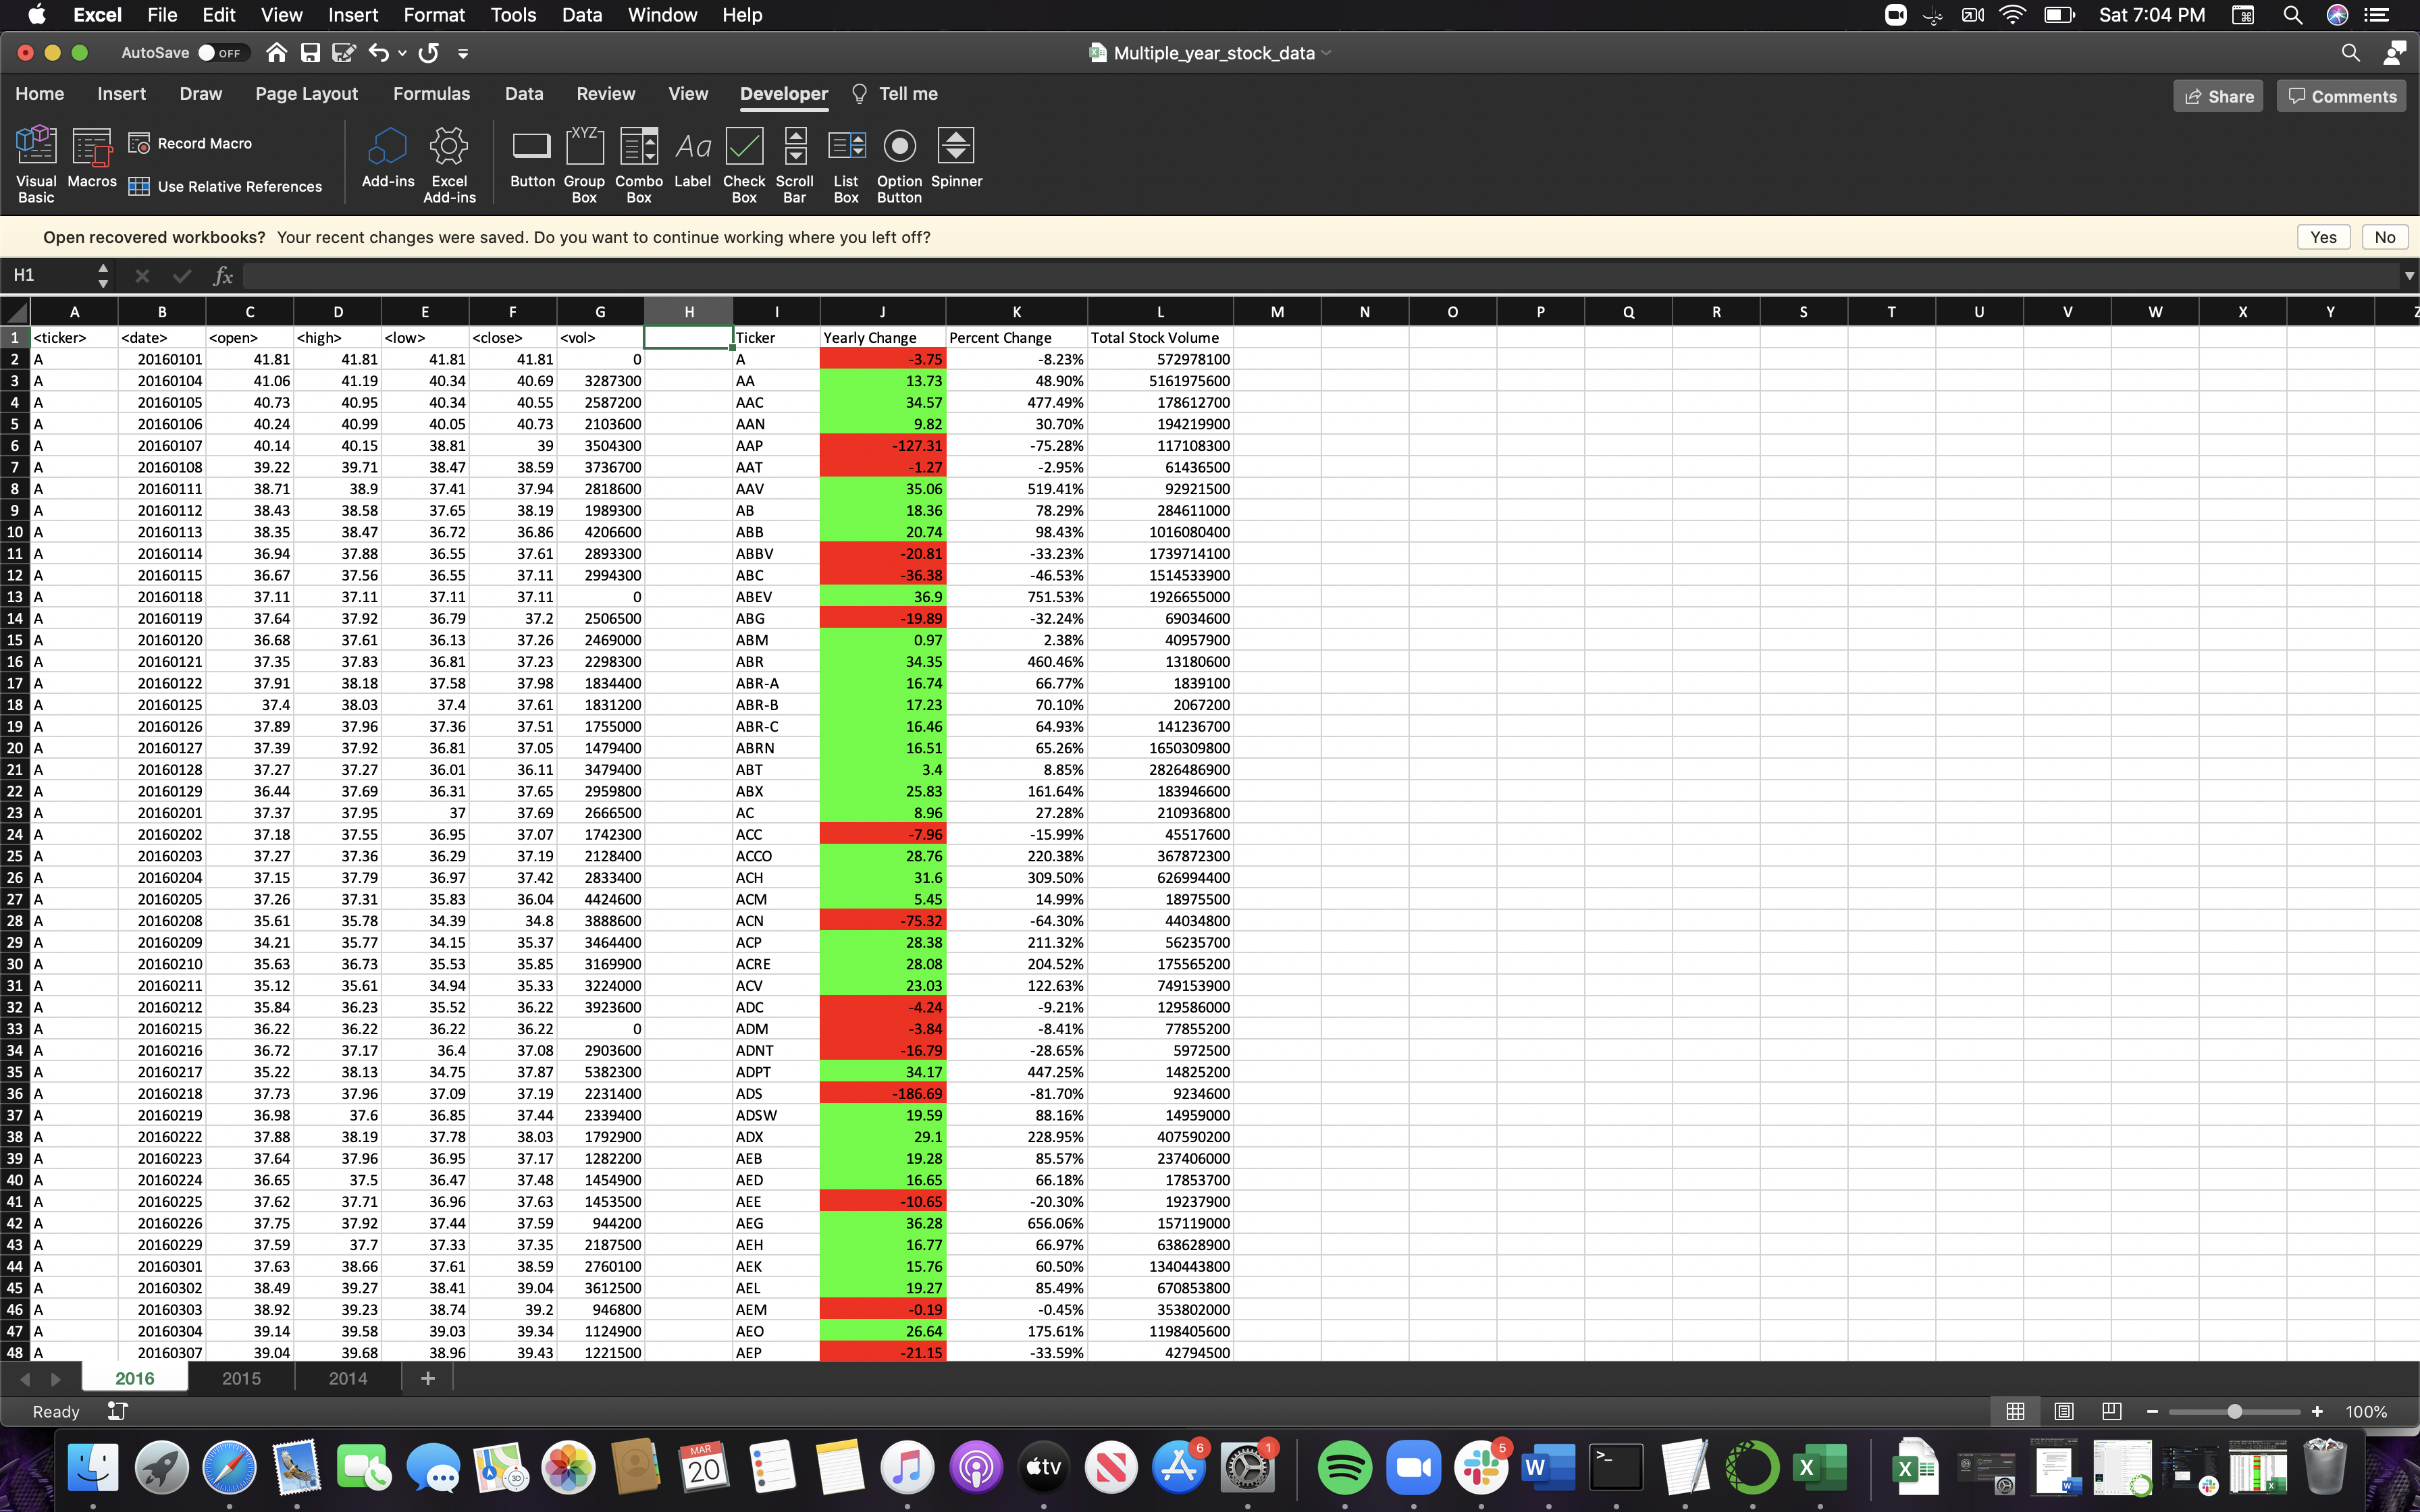 Excel File Edit View Insert Format Tools Data Window Help Sat 7:04 PM
AutoSave OFF Multiple_year_stock_data
Home Insert Draw Page Layout Formulas Data Review View Developer Tell me Share Comments
Visual Basic Macros Record Macro Use Relative References Add-ins Excel Add-ins Button XYZ Group Box Combo Box Aa Label Check Box Scroll Bar List Box Option Button Spinner
Open recovered workbooks? Your recent changes were saved. Do you want to continue working where you left off? Yes No
H1 fx
A B C D E F G H I J K L M N O P Q R S T U V W X Y Z
1 <ticker> <date> <open> <high> <low> <close> <vol> Ticker Yearly Change Percent Change Total Stock Volume
2 A 20160101 41.81 41.81 41.81 41.81 0 A -3.75 -8.23% 572978100
3 A 20160104 41.06 41.19 40.34 40.69 3287300 AA 13.73 48.90% 5161975600
4 A 20160105 40.73 40.95 40.34 40.55 2587200 AAC 34.57 477.49% 178612700
5 A 20160106 40.24 40.99 40.05 40.73 2103600 AAN 9.82 30.70% 194219900
6 A 20160107 40.14 40.15 38.81 39 3504300 AAP -127.31 -75.28% 117108300
7 A 20160108 39.22 39.71 38.47 38.59 3736700 AAT -1.27 -2.95% 61436500
8 A 20160111 38.71 38.9 37.41 37.94 2818600 AAV 35.06 519.41% 92921500
9 A 20160112 38.43 38.58 37.65 38.19 1989300 AB 18.36 78.29% 284611000
10 A 20160113 38.35 38.47 36.72 36.86 4206600 ABB 20.74 98.43% 1016080400
11 A 20160114 36.94 37.88 36.55 37.61 2893300 ABBV -20.81 -33.23% 1739714100
12 A 20160115 36.67 37.56 36.55 37.11 2994300 ABC -36.38 -46.53% 1514533900
13 A 20160118 37.11 37.11 37.11 37.11 0 ABEV 36.9 751.53% 1926655000
14 A 20160119 37.64 37.92 36.79 37.2 2506500 ABG -19.89 -32.24% 69034600
15 A 20160120 36.68 37.61 36.13 37.26 2469000 ABM 0.97 2.38% 40957900
16 A 20160121 37.35 37.83 36.81 37.23 2298300 ABR 34.35 460.46% 13180600
17 A 20160122 37.91 38.18 37.58 37.98 1834400 ABR-A 16.74 66.77% 1839100
18 A 20160125 37.4 38.03 37.4 37.61 1831200 ABR-B 17.23 70.10% 2067200
19 A 20160126 37.89 37.96 37.36 37.51 1755000 ABR-C 16.46 64.93% 141236700
20 A 20160127 37.39 37.92 36.81 37.05 1479400 ABRN 16.51 65.26% 1650309800
21 A 20160128 37.27 37.27 36.01 36.11 3479400 ABT 3.4 8.85% 2826486900
22 A 20160129 36.44 37.69 36.31 37.65 2959800 ABX 25.83 161.64% 183946600
23 A 20160201 37.37 37.95 37 37.69 2666500 AC 8.96 27.28% 210936800
24 A 20160202 37.18 37.55 36.95 37.07 1742300 ACC -7.96 -15.99% 45517600
25 A 20160203 37.27 37.36 36.29 37.19 2128400 ACCO 28.76 220.38% 367872300
26 A 20160204 37.15 37.79 36.97 37.42 2833400 ACH 31.6 309.50% 626994400
27 A 20160205 37.26 37.31 35.83 36.04 4424600 ACM 5.45 14.99% 18975500
28 A 20160208 35.61 35.78 34.39 34.8 3888600 ACN -75.32 -64.30% 44034800
29 A 20160209 34.21 35.77 34.15 35.37 3464400 ACP 28.38 211.32% 56235700
30 A 20160210 35.63 36.73 35.53 35.85 3169900 ACRE 28.08 204.52% 175565200
31 A 20160211 35.12 35.61 34.94 35.33 3224000 ACV 23.03 122.63% 749153900
32 A 20160212 35.84 36.23 35.52 36.22 3923600 ADC -4.24 -9.21% 129586000
33 A 20160215 36.22 36.22 36.22 36.22 0 ADM -3.84 -8.41% 77855200
34 A 20160216 36.72 37.17 36.4 37.08 2903600 ADNT -16.79 -28.65% 5972500
35 A 20160217 35.22 38.13 34.75 37.87 5382300 ADPT 34.17 447.25% 14825200
36 A 20160218 37.73 37.96 37.09 37.19 2231400 ADS -186.69 -81.70% 9234600
37 A 20160219 36.98 37.6 36.85 37.44 2339400 ADSW 19.59 88.16% 14959000
38 A 20160222 37.88 38.19 37.78 38.03 1792900 ADX 29.1 228.95% 407590200
39 A 20160223 37.64 37.96 36.95 37.17 1282200 AEB 19.28 85.57% 237406000
40 A 20160224 36.65 37.5 36.47 37.48 1454900 AED 16.65 66.18% 17853700
41 A 20160225 37.62 37.71 36.96 37.63 1453500 AEE -10.65 -20.30% 19237900
42 A 20160226 37.75 37.92 37.44 37.59 944200 AEG 36.28 656.06% 157119000
43 A 20160229 37.59 37.7 37.33 37.35 2187500 AEH 16.77 66.97% 638628900
44 A 20160301 37.63 38.66 37.61 38.59 2760100 AEK 15.76 60.50% 1340443800
45 A 20160302 38.49 39.27 38.41 39.04 3612500 AEL 19.27 85.49% 670853800
46 A 20160303 38.92 39.23 38.74 39.2 946800 AEM -0.19 -0.45% 353802000
47 A 20160304 39.14 39.58 39.03 39.34 1124900 AEO 26.64 175.61% 1198405600
48 A 20160307 39.04 39.68 38.96 39.43 1221500 AEP -21.15 -33.59% 42794500
2016 2015 2014 +
Ready 100%
MAR 20 3D tv 6 1 5 W >_ X X